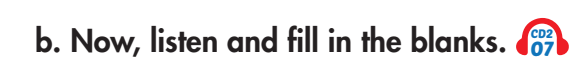 b. Now, listen and fill in the blanks. CD2 07